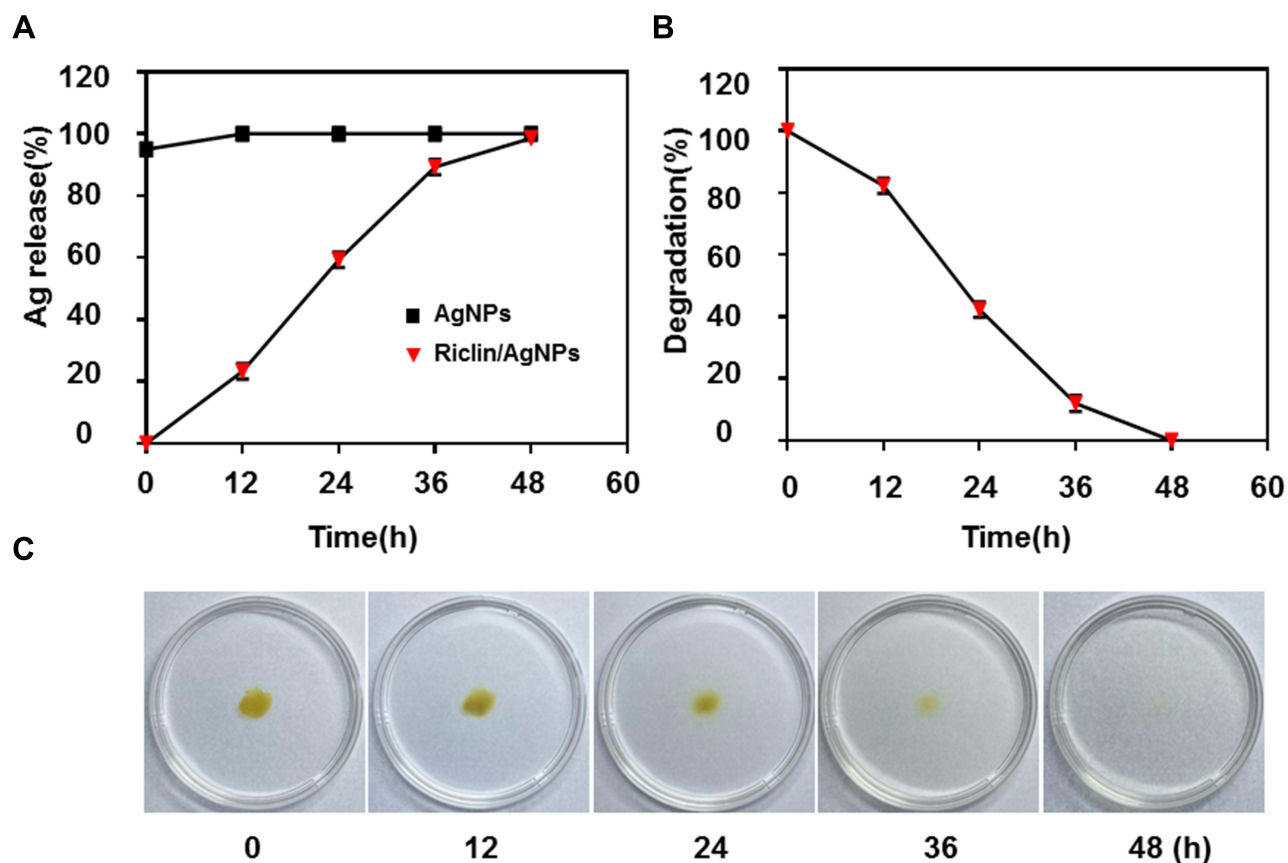 A
Ag release(%)
120
100
80
60
40
20
0
AgNPs
Riclin/AgNPs
0 12 24 36 48 60
Time(h)
B
Degradation(%)
120
100
80
60
40
20
0
0 12 24 36 48 60
Time(h)
C
0 12 24 36 48 (h)